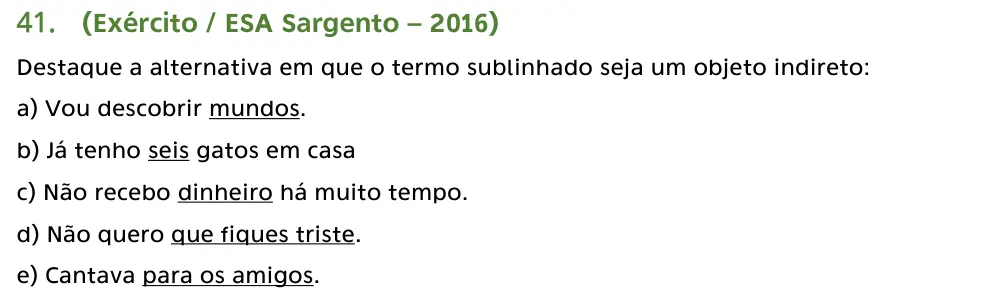 41. (Exército / ESA Sargento – 2016)
Destaque a alternativa em que o termo sublinhado seja um objeto indireto:
a) Vou descobrir mundos.
b) Já tenho seis gatos em casa
c) Não recebo dinheiro há muito tempo.
d) Não quero que fiques triste.
e) Cantava para os amigos.